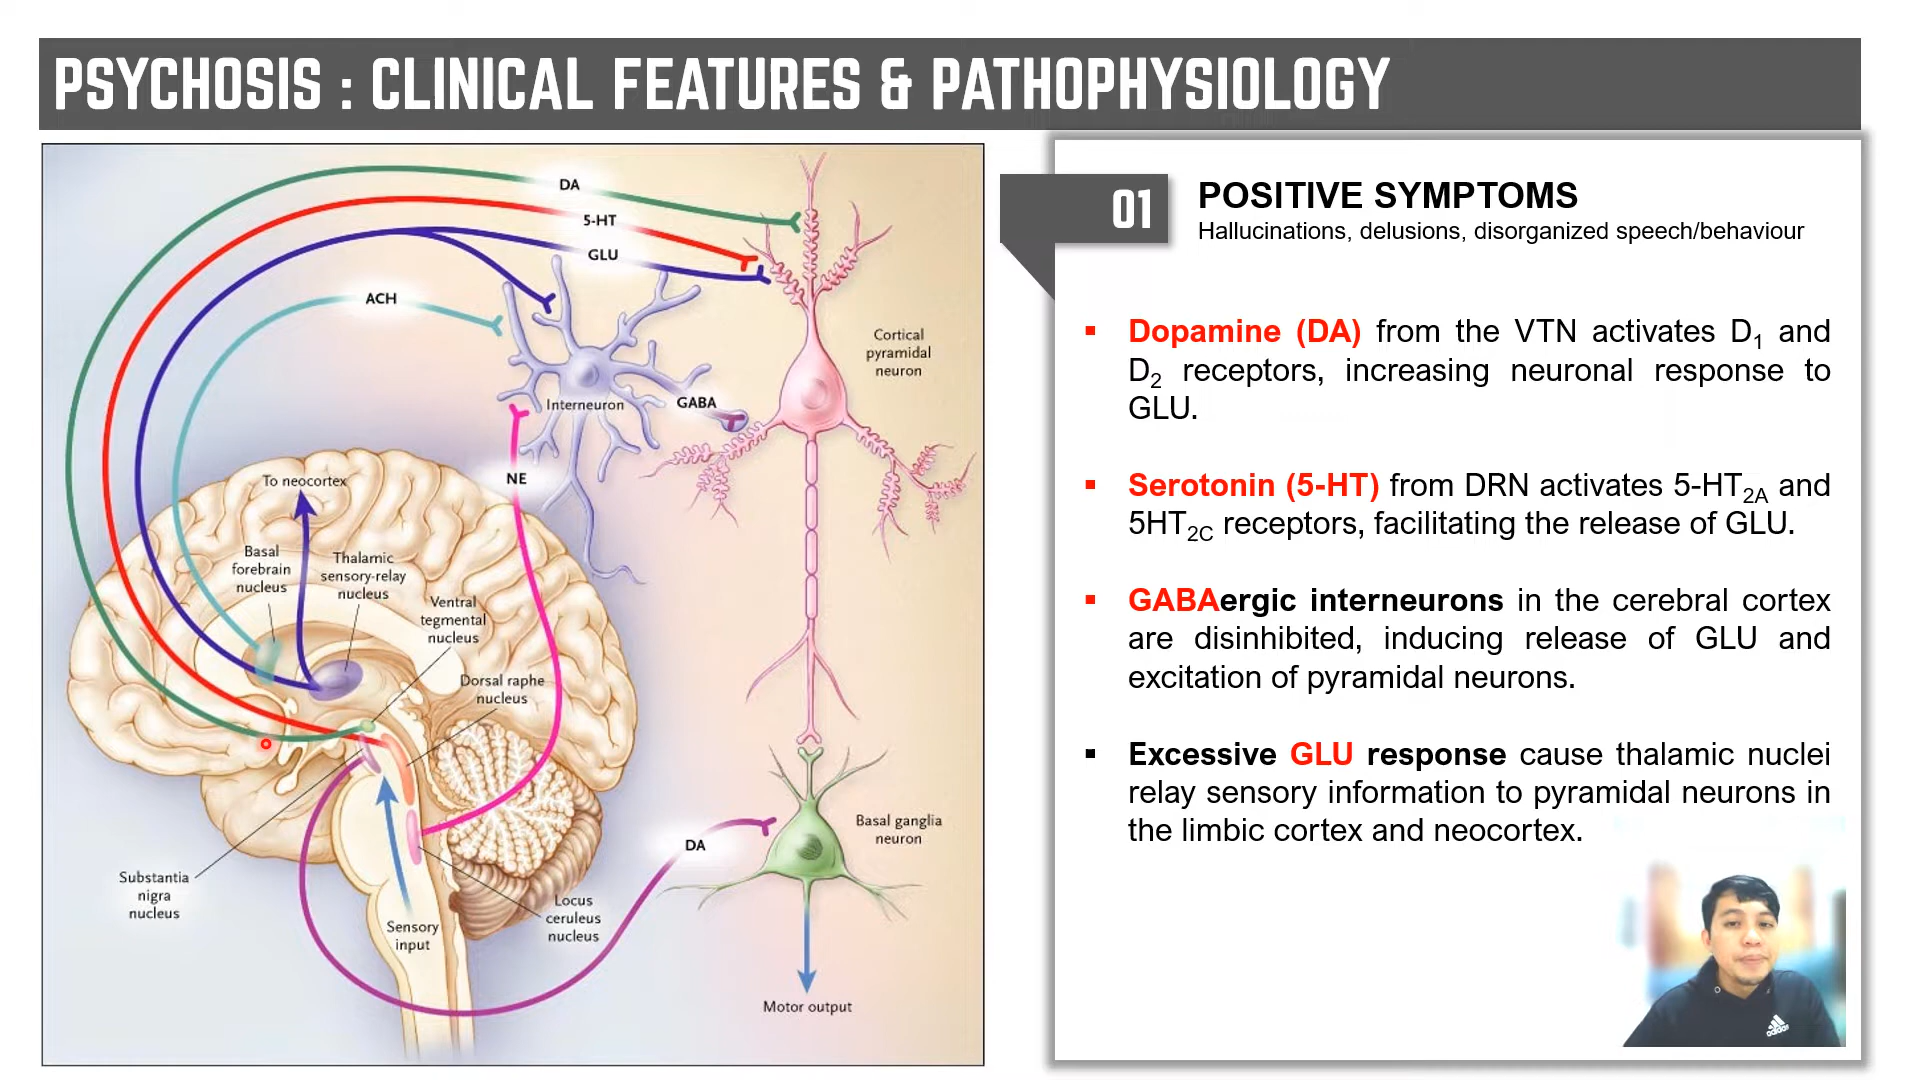 PSYCHOSIS : CLINICAL FEATURES & PATHOPHYSIOLOGY
DA
5-HT
GLU
ACH
Cortical
pyramidal
neuron
Interneuron
GABA
NE
To neocortex
Basal
forebrain
nucleus
Thalamic
sensory-relay
nucleus
Ventral
tegmental
nucleus
Dorsal raphe
nucleus
Basal ganglia
neuron
DA
Substantia
nigra
nucleus
Locus
ceruleus
nucleus
Sensory
input
Motor output
01
POSITIVE SYMPTOMS
Hallucinations, delusions, disorganized speech/behaviour
▪ Dopamine (DA) from the VTN activates D1 and
D2 receptors, increasing neuronal response to
GLU.
▪ Serotonin (5-HT) from DRN activates 5-HT2A and
5HT2C receptors, facilitating the release of GLU.
▪ GABAergic interneurons in the cerebral cortex
are disinhibited, inducing release of GLU and
excitation of pyramidal neurons.
▪ Excessive GLU response cause thalamic nuclei
relay sensory information to pyramidal neurons in
the limbic cortex and neocortex.
adidas